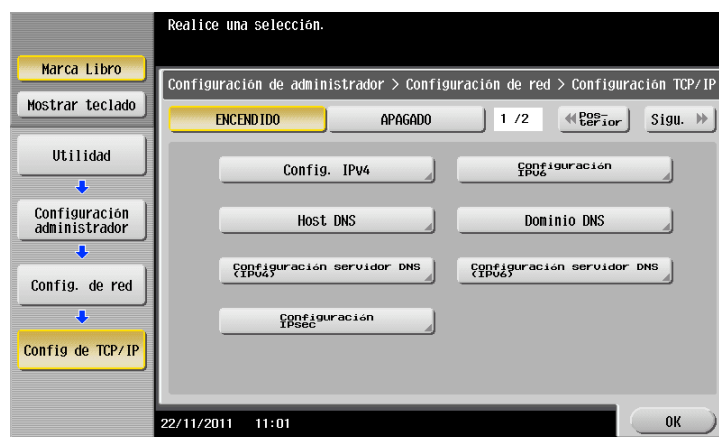 Realice una selección.
Marca Libro
Mostrar teclado
Configuración de administrador > Configuración de red > Configuración TCP/IP
ENCENDIDO
APAGADO
1 /2
Pos-
terior
Sigu.
Utilidad
Configuración
administrador
Config. de red
Config de TCP/IP
Config. IPv4
Configuración
IPv6
Host DNS
Dominio DNS
Configuración servidor DNS
(IPv4)
Configuración servidor DNS
(IPv6)
Configuración
IPsec
22/11/2011 11:01
OK